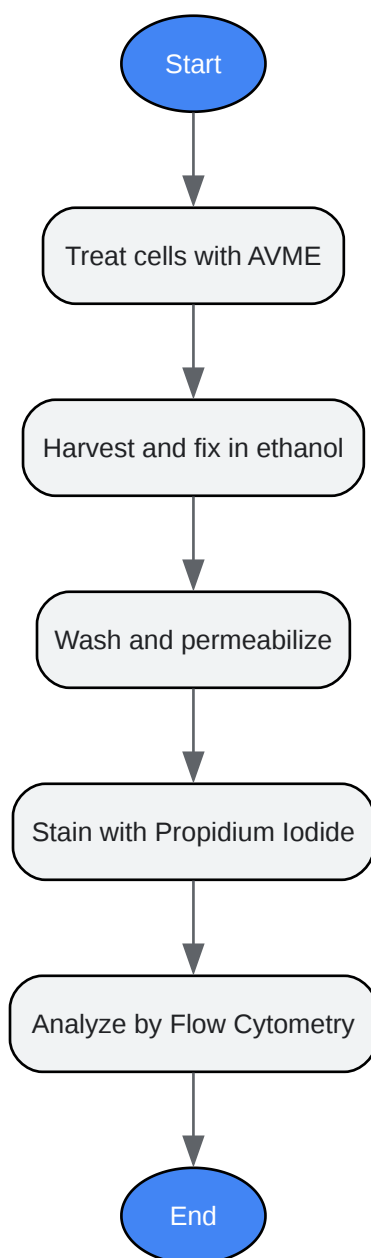 Start
Treat cells with AVME
Harvest and fix in ethanol
Wash and permeabilize
Stain with Propidium Iodide
Analyze by Flow Cytometry
End